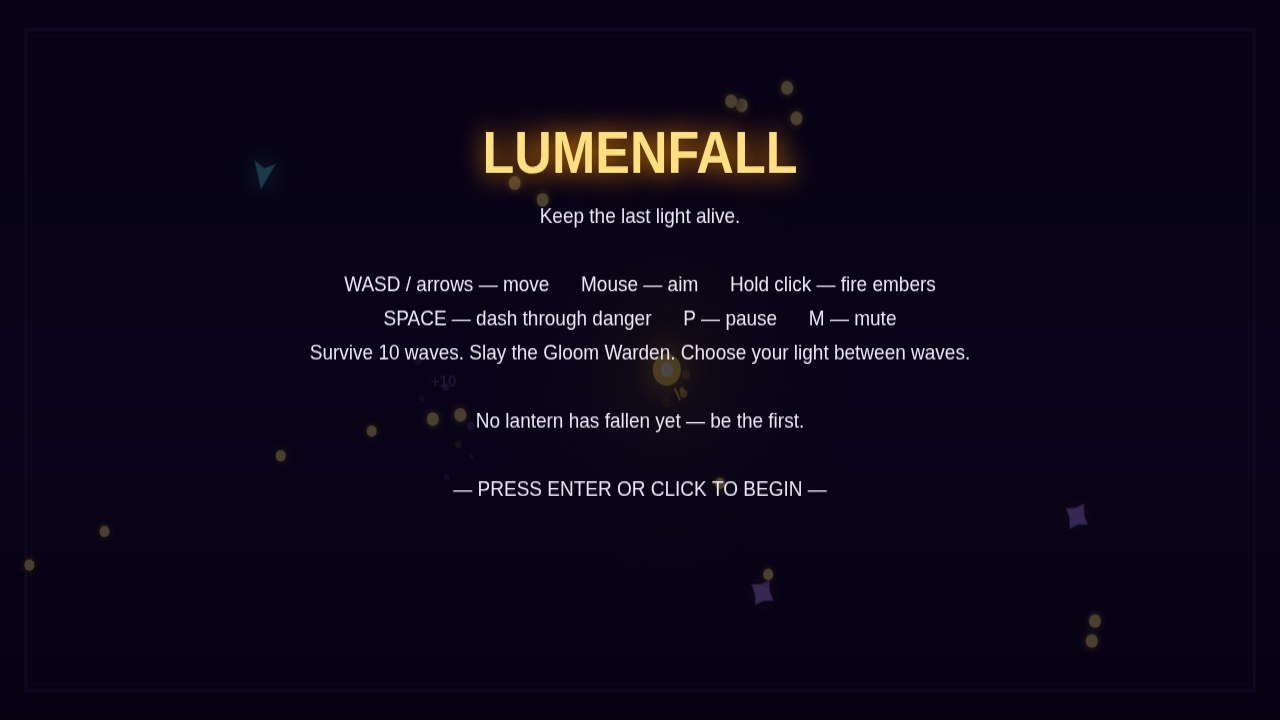 LUMENFALL
Keep the last light alive.
WASD / arrows — move Mouse — aim Hold click — fire embers
SPACE — dash through danger P — pause M — mute
Survive 10 waves. Slay the Gloom Warden. Choose your light between waves.
+10
No lantern has fallen yet — be the first.
— PRESS ENTER OR CLICK TO BEGIN —